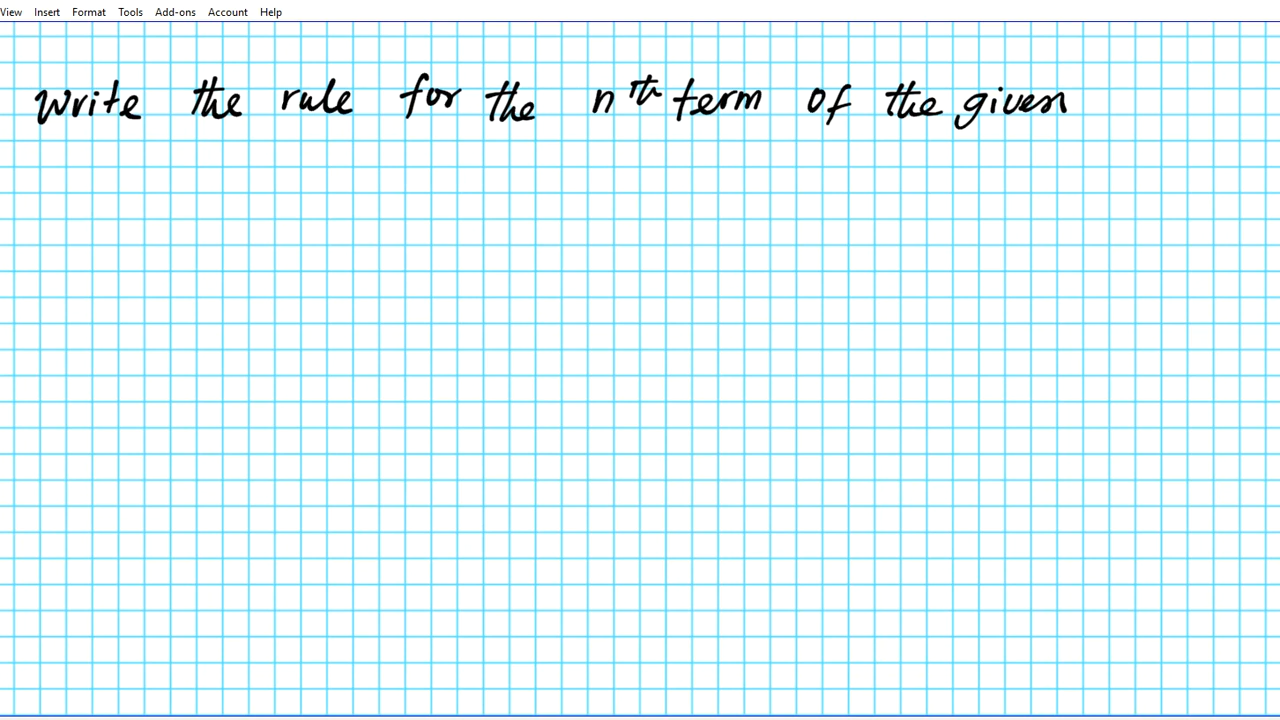 View Insert Format Tools Add-ons Account Help
Write the rule for the nth term of the given